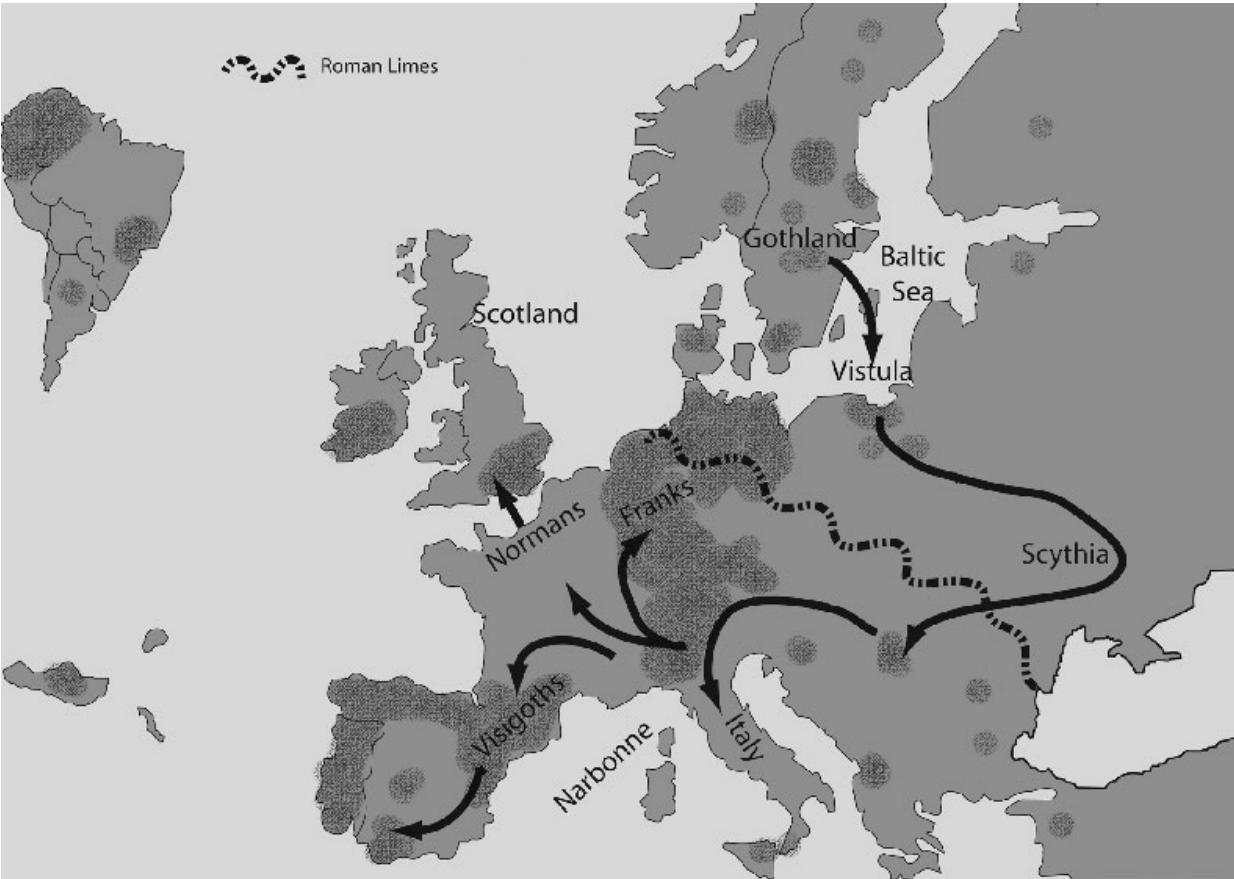 Roman Limes
Gothland
Baltic
Sea
Scotland
Vistula
Franks
Normans
Scythia
Visigoths
Narbonne
Italy